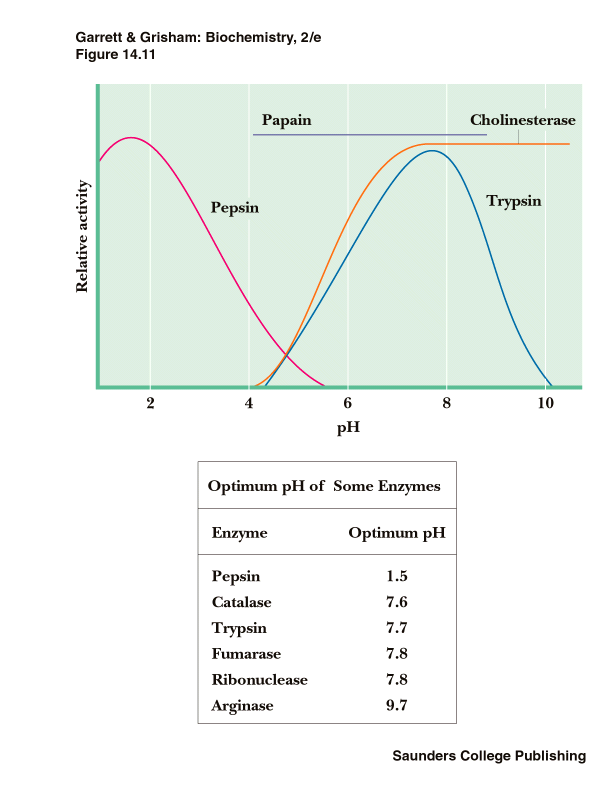 Garrett & Grisham: Biochemistry, 2/e
Figure 14.11
Papain
Cholinesterase
Pepsin
Trypsin
Relative activity
2 4 6 8 10
pH
Optimum pH of Some Enzymes
Enzyme Optimum pH
Pepsin 1.5
Catalase 7.6
Trypsin 7.7
Fumarase 7.8
Ribonuclease 7.8
Arginase 9.7
Saunders College Publishing